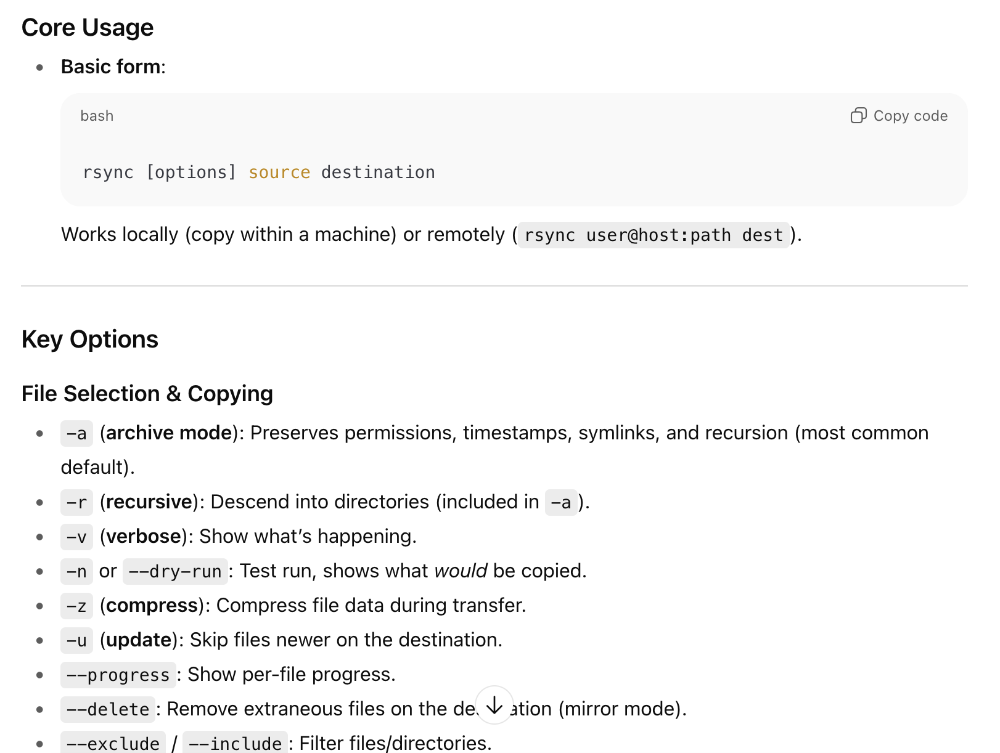 Core Usage
• Basic form:
bash
Copy code
rsync [options] source destination
Works locally (copy within a machine) or remotely (rsync user@host:path dest).
Key Options
File Selection & Copying
• -a (archive mode): Preserves permissions, timestamps, symlinks, and recursion (most common
default).
• -r (recursive): Descend into directories (included in -a).
• -v (verbose): Show what’s happening.
• -n or --dry-run: Test run, shows what would be copied.
• -z (compress): Compress file data during transfer.
• -u (update): Skip files newer on the destination.
• --progress: Show per-file progress.
• --delete: Remove extraneous files on the destination (mirror mode).
• --exclude / --include: Filter files/directories.